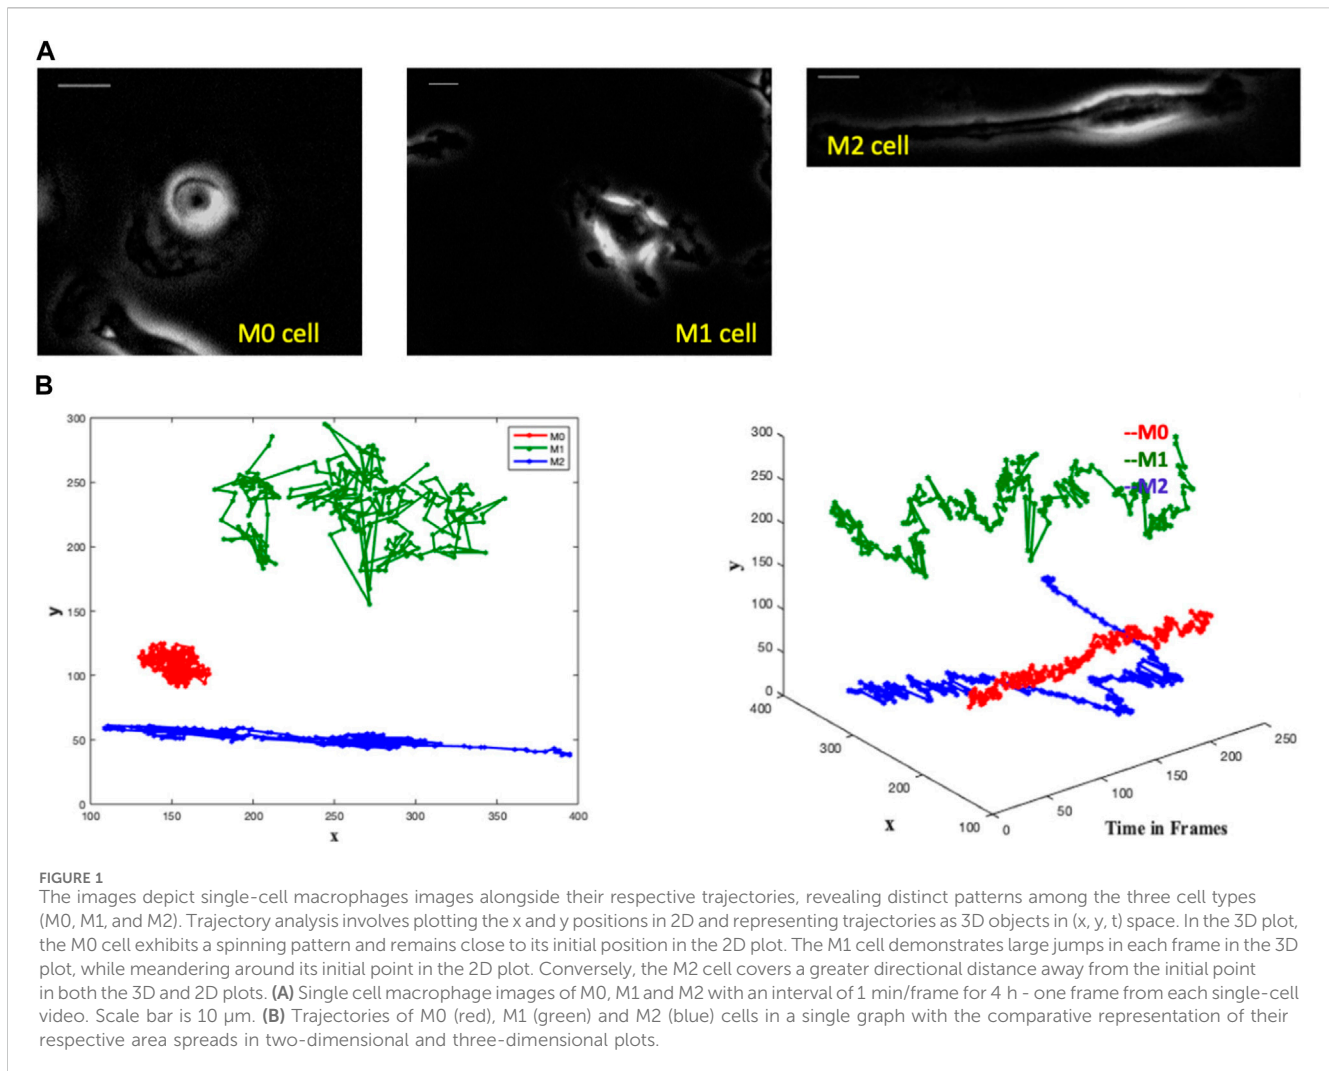 A
M0 cell
M1 cell
M2 cell
B
300
250
200
150
100
50
0
100
150
200
250
300
350
400
x
y
M0
M1
M2
300
250
200
150
100
50
0
y
400
300
200
100
x
0
50
100
150
200
250
Time in Frames
--M0
--M1
--M2
FIGURE 1
The images depict single-cell macrophages images alongside their respective trajectories, revealing distinct patterns among the three cell types
(M0, M1, and M2). Trajectory analysis involves plotting the x and y positions in 2D and representing trajectories as 3D objects in (x, y, t) space. In the 3D plot,
the M0 cell exhibits a spinning pattern and remains close to its initial position in the 2D plot. The M1 cell demonstrates large jumps in each frame in the 3D
plot, while meandering around its initial point in the 2D plot. Conversely, the M2 cell covers a greater directional distance away from the initial point
in both the 3D and 2D plots. (A) Single cell macrophage images of M0, M1 and M2 with an interval of 1 min/frame for 4 h - one frame from each single-cell
video. Scale bar is 10 µm. (B) Trajectories of M0 (red), M1 (green) and M2 (blue) cells in a single graph with the comparative representation of their
respective area spreads in two-dimensional and three-dimensional plots.